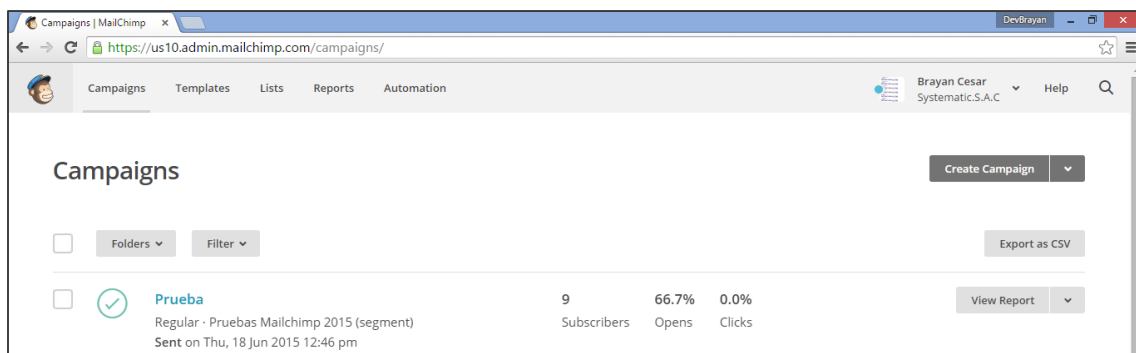 Campaigns | MailChimp
DevBrayan
https://us10.admin.mailchimp.com/campaigns/
Campaigns Templates Lists Reports Automation Brayan Cesar Help
Systematic.S.A.C
Campaigns Create Campaign
Folders Filter Export as CSV
Prueba 9 66.7% 0.0% View Report
Regular · Pruebas Mailchimp 2015 (segment) Subscribers Opens Clicks
Sent on Thu, 18 Jun 2015 12:46 pm